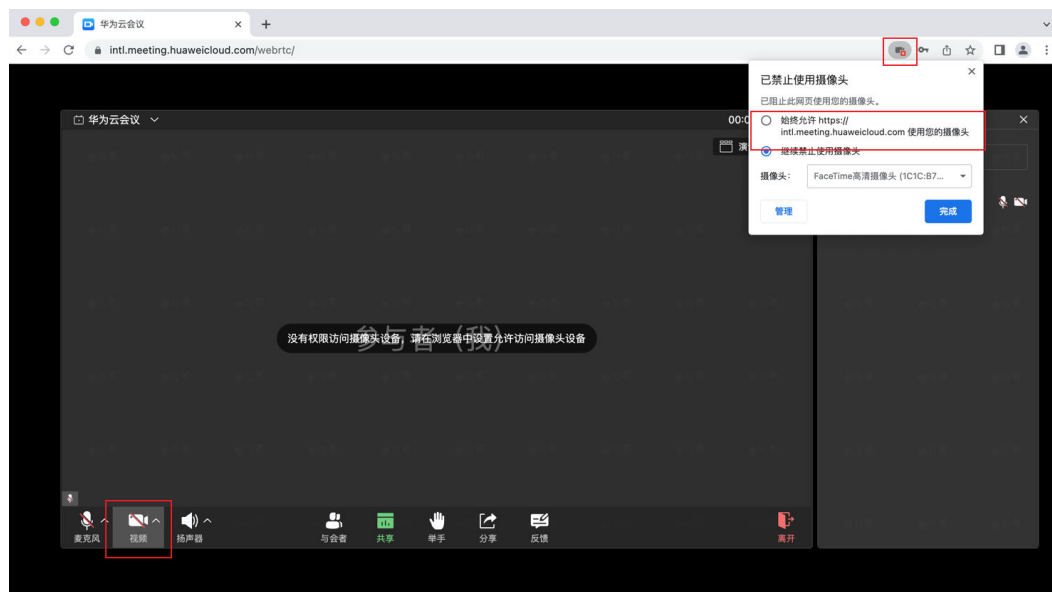 华为云会议
intl.meeting.huaweicloud.com/webrtc/
已禁止使用摄像头
已阻止此网页使用您的摄像头。
始终允许 https://
intl.meeting.huaweicloud.com 使用您的摄像头
继续禁止使用摄像头
摄像头：
FaceTime高清摄像头 (1C1C:B7...
管理
完成
华为云会议
00:0
演
参与者（我）
没有权限访问摄像头设备，请在浏览器中设置允许访问摄像头设备
麦克风
视频
扬声器
与会者
共享
举手
分享
反馈
离开